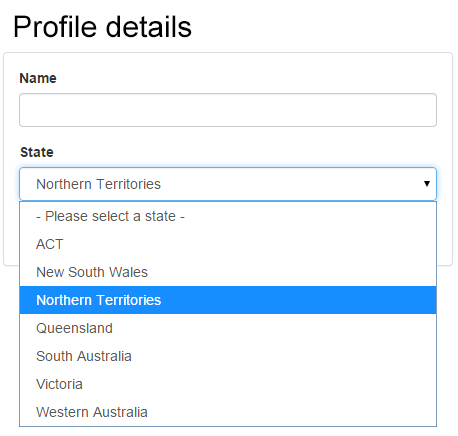 Profile details
Name
State
Northern Territories
- Please select a state -
ACT
New South Wales
Northern Territories
Queensland
South Australia
Victoria
Western Australia